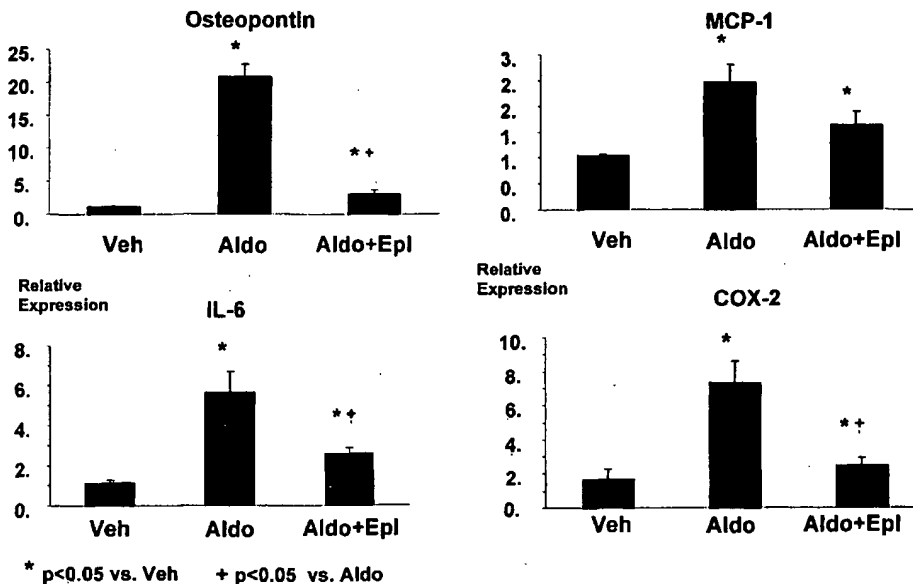 Osteopontin
*
25.
20.
15.
10.
5.
0.
* +
Veh Aldo Aldo+Epl
MCP-1
*
*
3.
2.
2.
1.
1.
0.
0.
Veh Aldo Aldo+Epl
Relative
Expression
IL-6
*
8.
6.
4.
2.
0.
* +
Veh Aldo Aldo+Epl
Relative
Expression
COX-2
*
10.
8.
6.
4.
2.
0.
* +
Veh Aldo Aldo+Epl
* p<0.05 vs. Veh + p<0.05 vs. Aldo